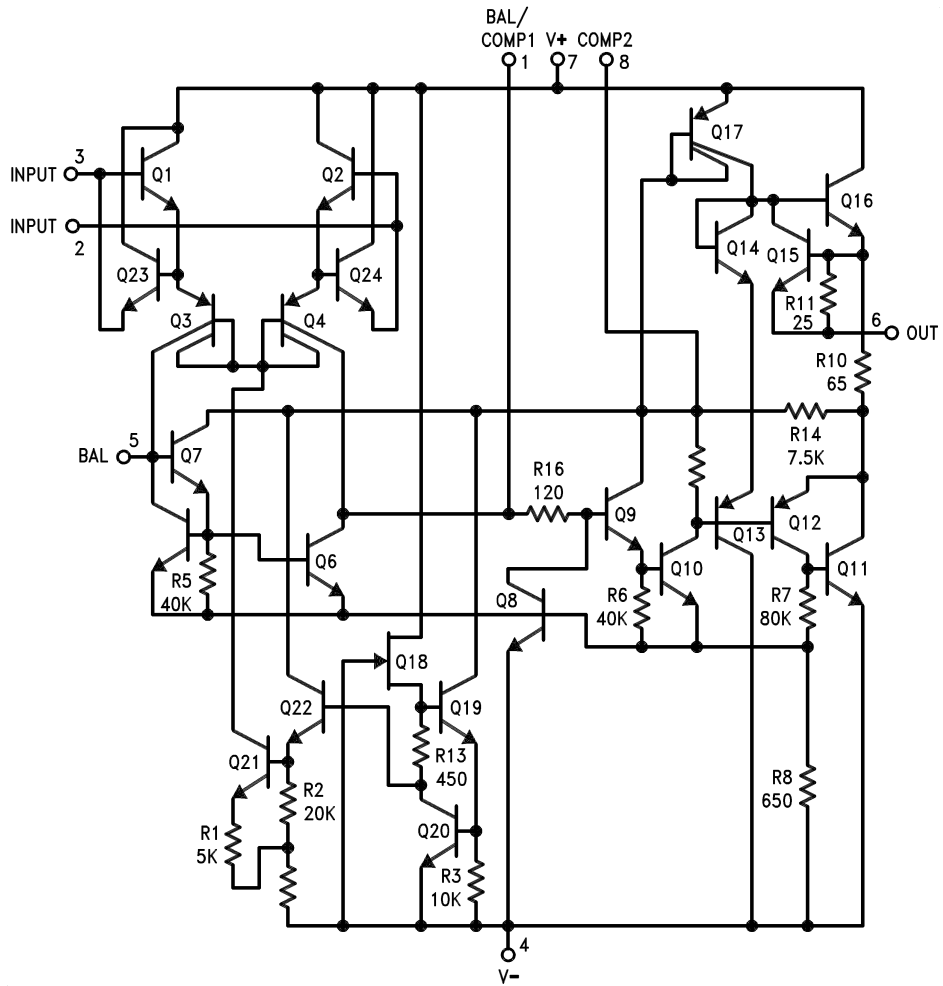 BAL/
COMP1 V+ COMP2
1 7 8
Q17
3
INPUT Q1 Q2
Q16
INPUT
2
Q14 Q15
Q23 Q24
R11
25
6
OUT
Q3 Q4
R10
65
5
BAL Q7
R14
7.5K
R16
120
Q9 Q13 Q12
Q6 Q10 Q11
R5
40K
Q8
R6
40K
R7
80K
Q18
Q22 Q19
Q21
R13
450
R2
20K
R8
650
R1
5K
Q20
R3
10K
4
V-